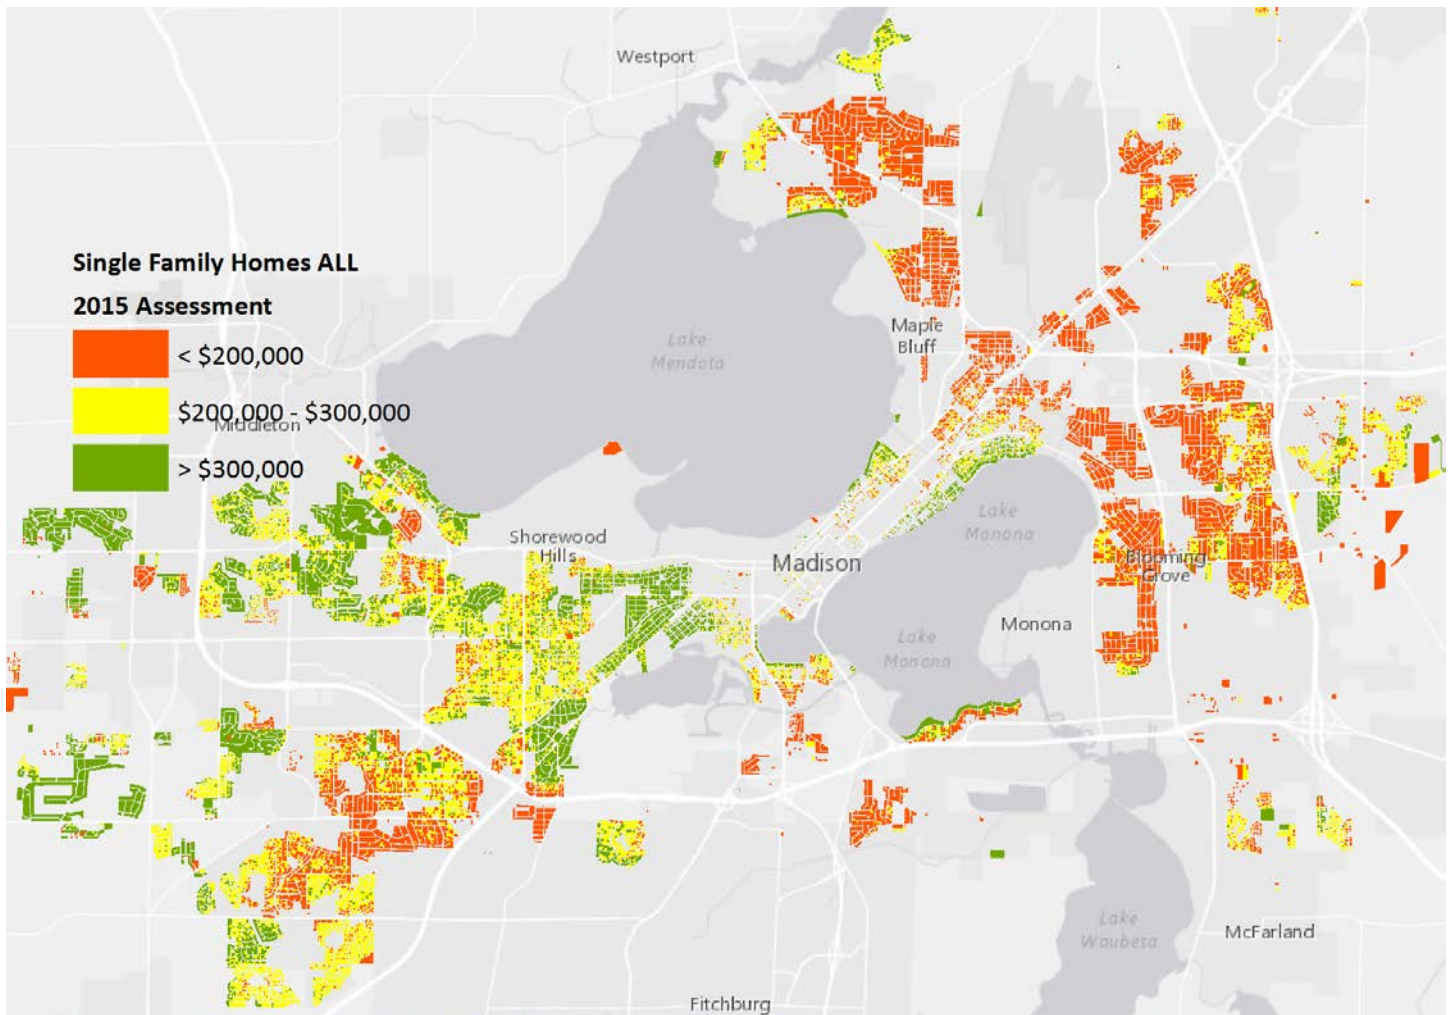 Westport
Single Family Homes ALL
2015 Assessment
< $200,000
$200,000 - $300,000
Middleton
> $300,000
Lake
Mendota
Maple
Bluff
Shorewood
Hills
Madison
Lake
Monona
Blooming
Grove
Monona
Lake
Monona
Lake
Waubesa
McFarland
Fitchburg